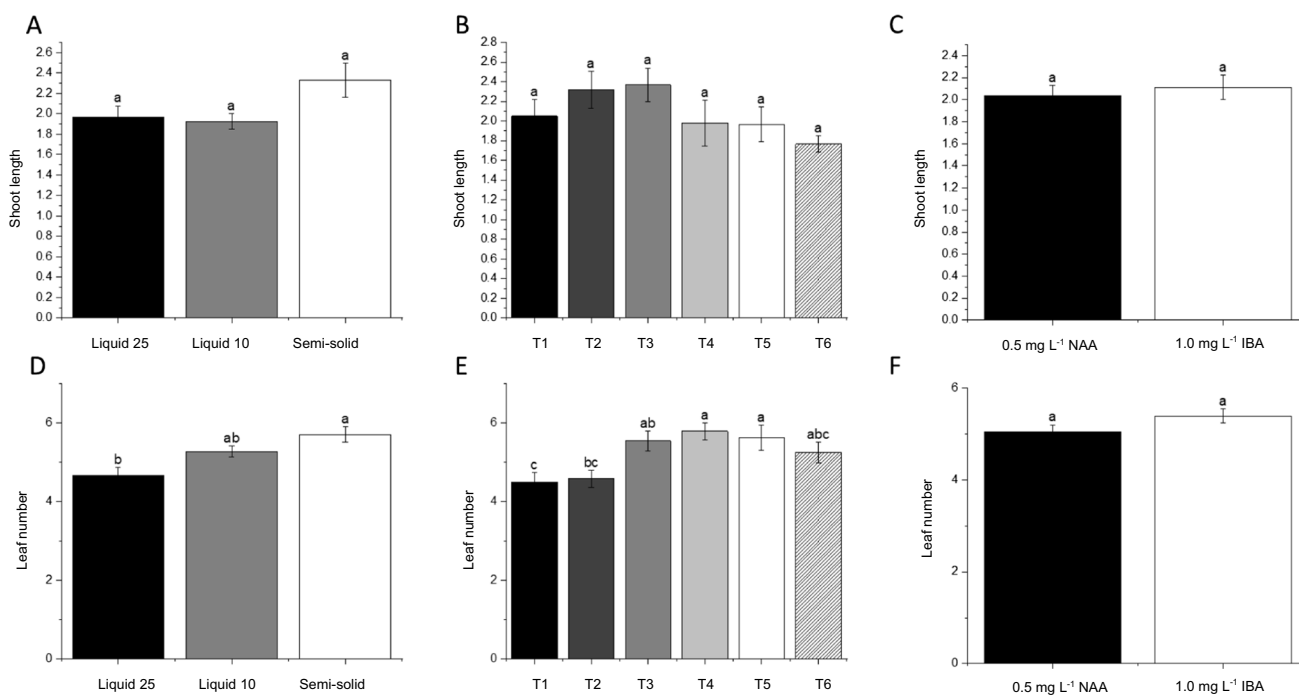 A
Shoot length
2.6
2.4
2.2
2.0
1.8
1.6
1.4
1.2
1.0
0.8
0.6
0.4
0.2
0.0
a
a
a
Liquid 25
Liquid 10
Semi-solid
B
Shoot length
2.8
2.6
2.4
2.2
2.0
1.8
1.6
1.4
1.2
1.0
0.8
0.6
0.4
0.2
0.0
a
a
a
a
a
a
T1
T2
T3
T4
T5
T6
C
Shoot length
2.4
2.2
2.0
1.8
1.6
1.4
1.2
1.0
0.8
0.6
0.4
0.2
0.0
a
a
0.5 mg L⁻¹ NAA
1.0 mg L⁻¹ IBA
D
Leaf number
6
4
2
0
b
ab
a
Liquid 25
Liquid 10
Semi-solid
E
Leaf number
6
4
2
0
c
bc
ab
a
a
abc
T1
T2
T3
T4
T5
T6
F
Leaf number
6
4
2
0
a
a
0.5 mg L⁻¹ NAA
1.0 mg L⁻¹ IBA